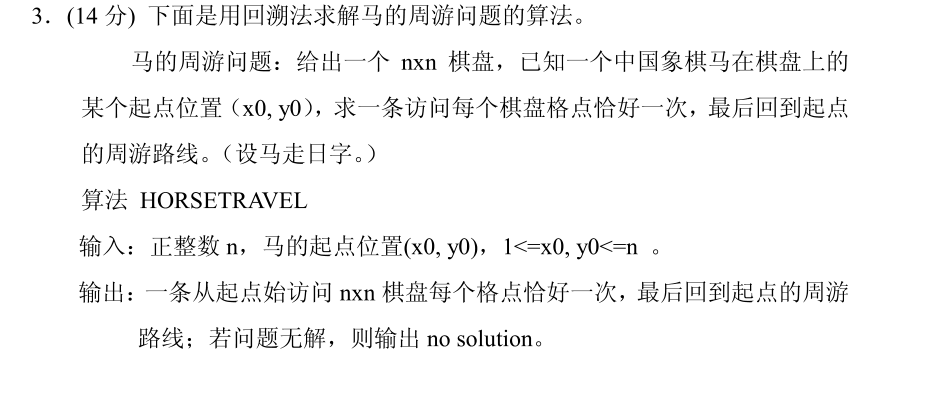 3．(14 分) 下面是用回溯法求解马的周游问题的算法。
马的周游问题：给出一个 nxn 棋盘，已知一个中国象棋马在棋盘上的
某个起点位置（x0, y0），求一条访问每个棋盘格点恰好一次，最后回到起点
的周游路线。（设马走日字。）
算法 HORSETRAVEL
输入：正整数 n，马的起点位置(x0, y0)，1<=x0, y0<=n 。
输出：一条从起点始访问 nxn 棋盘每个格点恰好一次，最后回到起点的周游
路线；若问题无解，则输出 no solution。